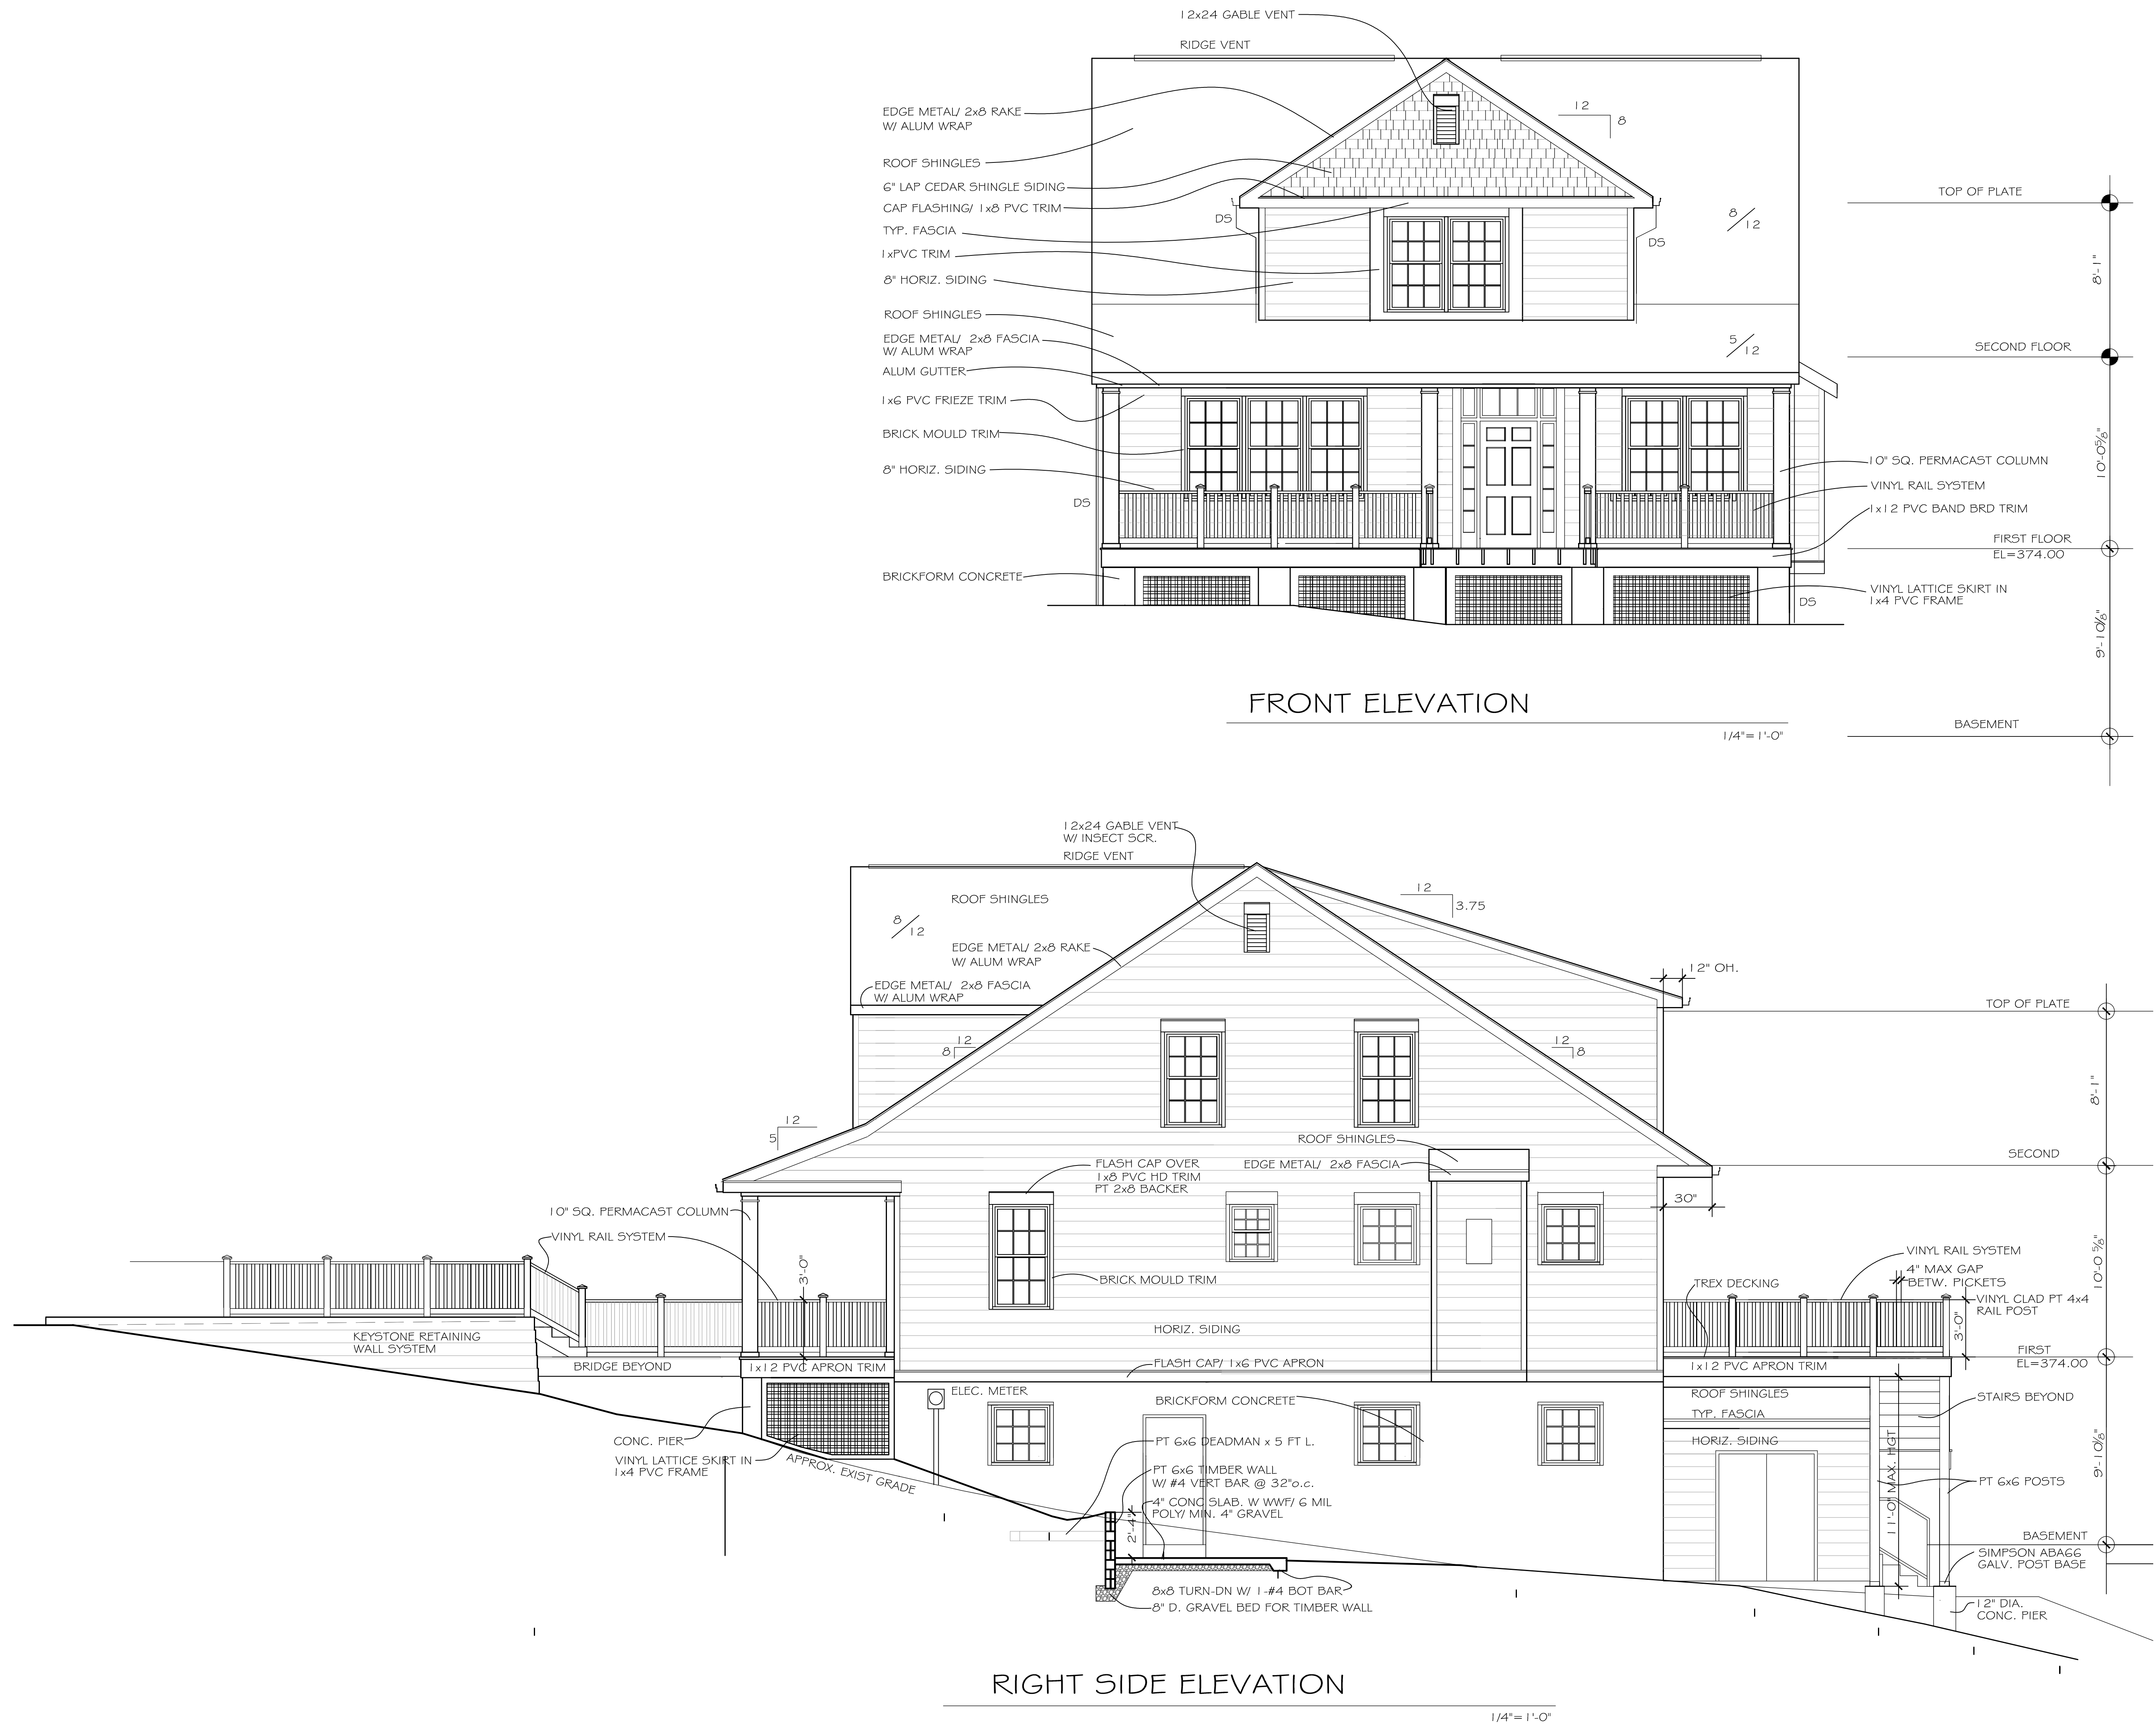 12x24 GABLE VENT
RIDGE VENT
EDGE METAL/ 2x8 RAKE
W/ ALUM WRAP
12
8
ROOF SHINGLES
6" LAP CEDAR SHINGLE SIDING
CAP FLASHING/ 1x8 PVC TRIM
TYP. FASCIA
1xPVC TRIM
8" HORIZ. SIDING
DS
DS
8/12
TOP OF PLATE
8'-1"
ROOF SHINGLES
EDGE METAL/ 2x8 FASCIA
W/ ALUM WRAP
ALUM GUTTER
1x6 PVC FRIEZE TRIM
BRICK MOULD TRIM
8" HORIZ. SIDING
DS
BRICKFORM CONCRETE
5/12
SECOND FLOOR
10'-0 5/8"
10" SQ. PERMACAST COLUMN
VINYL RAIL SYSTEM
1x12 PVC BAND BRD TRIM
FIRST FLOOR
EL=374.00
VINYL LATTICE SKIRT IN
1x4 PVC FRAME
DS
FRONT ELEVATION
1/4"=1'-0"
BASEMENT
12x24 GABLE VENT
W/ INSECT SCR.
RIDGE VENT
ROOF SHINGLES
8/12
12
3.75
EDGE METAL/ 2x8 RAKE
W/ ALUM WRAP
EDGE METAL/ 2x8 FASCIA
W/ ALUM WRAP
12" OH.
TOP OF PLATE
12
8
12
8
8'-1"
12
5
ROOF SHINGLES
EDGE METAL/ 2x8 FASCIA
SECOND
FLASH CAP OVER
1x8 PVC HD TRIM
PT 2x8 BACKER
30"
10" SQ. PERMACAST COLUMN
VINYL RAIL SYSTEM
3'-0"
BRICK MOULD TRIM
HORIZ. SIDING
VINYL RAIL SYSTEM
4" MAX GAP
BETW. PICKETS
TREX DECKING
VINYL CLAD PT 4x4
RAIL POST
3'-0"
10'-0 5/8"
KEYSTONE RETAINING
WALL SYSTEM
BRIDGE BEYOND
1x12 PVC APRON TRIM
FLASH CAP/ 1x6 PVC APRON
1x12 PVC APRON TRIM
FIRST
EL=374.00
ELEC. METER
BRICKFORM CONCRETE
ROOF SHINGLES
TYP. FASCIA
HORIZ. SIDING
STAIRS BEYOND
CONC. PIER
VINYL LATTICE SKIRT IN
1x4 PVC FRAME
APPROX. EXIST GRADE
PT 6x6 DEADMAN x 5 FT L.
PT 6x6 TIMBER WALL
W/ #4 VERT BAR @ 32"o.c.
4" CONC SLAB. W WWF/ 6 MIL
POLY/ MIN. 4" GRAVEL
2'-4"
11'-0" MAX. HGT
PT 6x6 POSTS
BASEMENT
SIMPSON ABA66
GALV. POST BASE
8x8 TURN-DN W/ 1-#4 BOT BAR
8" D. GRAVEL BED FOR TIMBER WALL
12" DIA.
CONC. PIER
RIGHT SIDE ELEVATION
1/4"=1'-0"